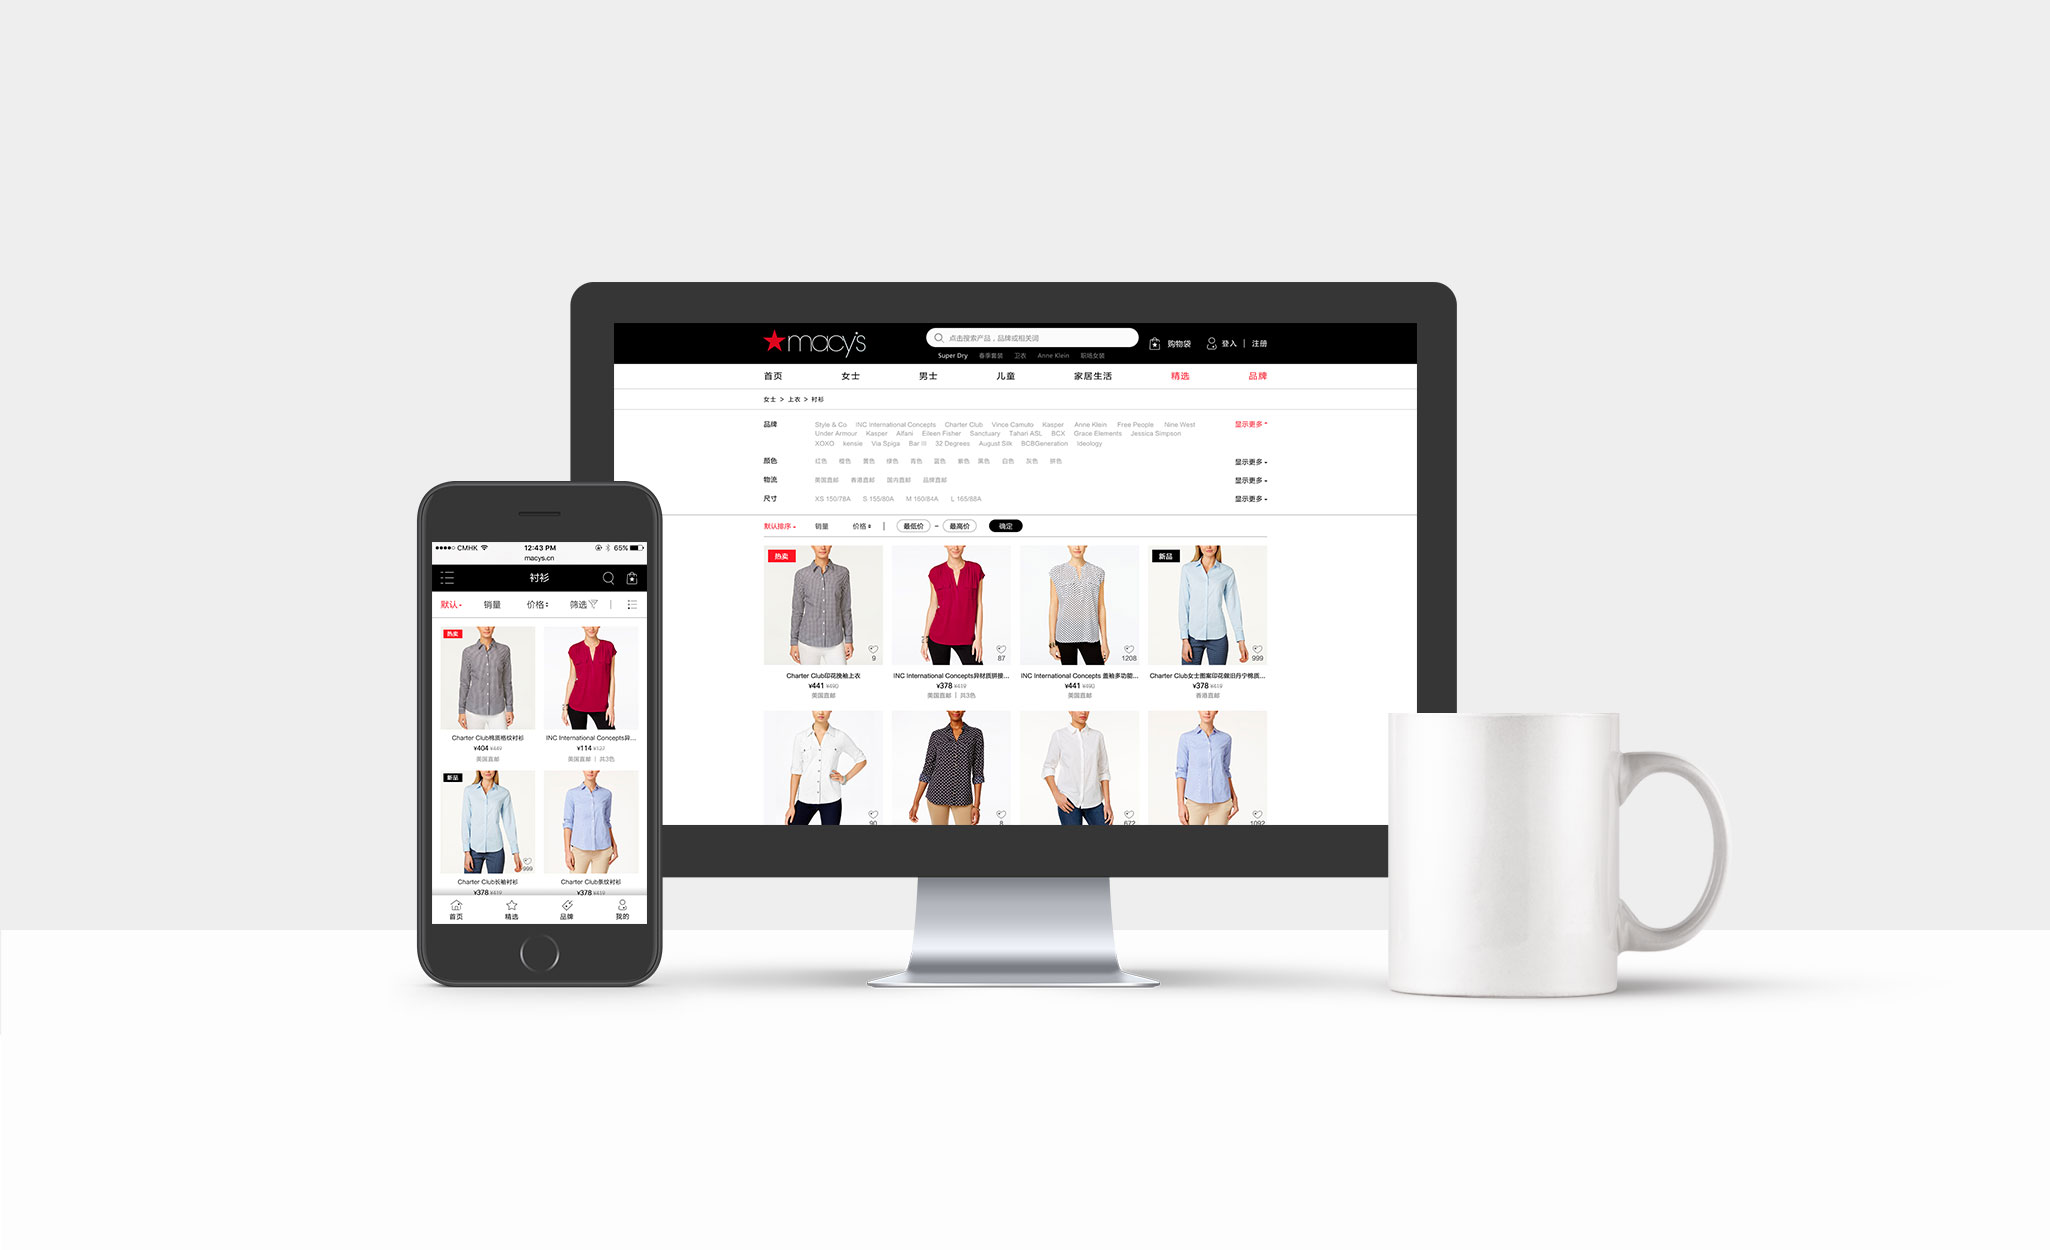 macy's
点击搜索产品，品牌或相关词
购物袋
登入 | 注册
Super Dry 春季套装 卫衣 Anne Klein 职场女装
首页 女士 男士 儿童 家居生活 精选 品牌
女士 > 上衣 > 衬衫
品牌 Style & Co INC International Concepts Charter Club Vince Camuto Kasper Anne Klein Free People Nine West 显示更多
Under Armour Kasper Alfani Eileen Fisher Sanctuary Tahari ASL BCX Grace Elements Jessica Simpson
XOXO kensie Via Spiga Bar III 32 Degrees August Silk BCBGeneration Ideology
颜色 红色 橙色 黄色 绿色 青色 蓝色 紫色 黑色 白色 灰色 拼色 显示更多
物流 美国直邮 香港直邮 国内直邮 品牌直邮 显示更多
尺寸 XS 150/78A S 155/80A M 160/84A L 165/88A 显示更多
默认排序 销量 价格 | 最低价 – 最高价 确定
热卖 新品
9 87 1208 999
Charter Club印花挽袖上衣 INC International Concepts异材质拼接... INC International Concepts 盖袖多功能... Charter Club女士图案印花做旧丹宁棉质...
¥441 ¥490 ¥378 ¥419 ¥441 ¥490 ¥378 ¥419
美国直邮 美国直邮 | 共3色 美国直邮 香港直邮
90 8 672 1092
CMHK 12:43 PM 65%
macys.cn
衬衫
默认 销量 价格 筛选 |
热卖
Charter Club棉质格纹衬衫 INC International Concepts异...
¥404 ¥449 ¥114 ¥127
美国直邮 美国直邮 | 共3色
新品
999
Charter Club长袖衬衫 Charter Club条纹衬衫
¥378 ¥419 ¥378 ¥419
首页 精选 品牌 我的